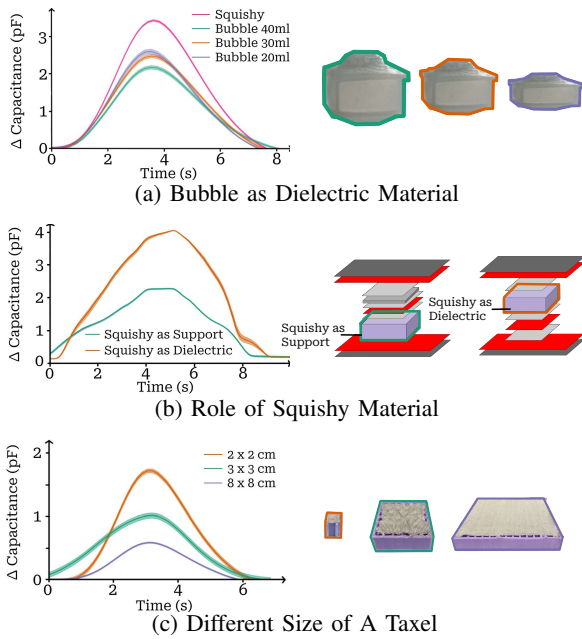 Δ Capacitance (pF)
3
2
1
0
0
2
4
6
8
Time (s)
Squishy
Bubble 40ml
Bubble 30ml
Bubble 20ml
(a) Bubble as Dielectric Material
Δ Capacitance (pF)
4
3
2
1
0
0
2
4
6
8
Time (s)
Squishy as Support
Squishy as Dielectric
Squishy as
Support
Squishy as
Dielectric
(b) Role of Squishy Material
Δ Capacitance (pF)
2
1
0
0
2
4
6
Time (s)
2 x 2 cm
3 x 3 cm
8 x 8 cm
(c) Different Size of A Taxel